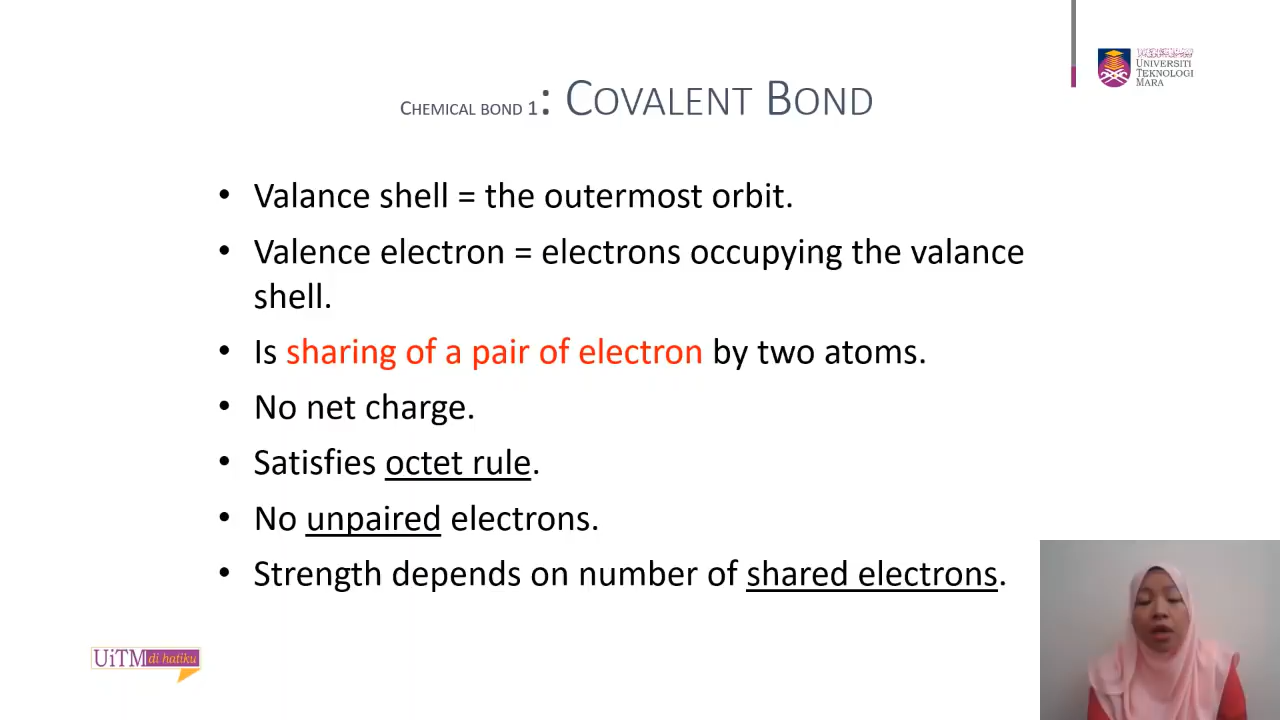 CHEMICAL BOND 1: COVALENT BOND
UNIVERSITI
TEKNOLOGI
MARA
• Valance shell = the outermost orbit.
• Valence electron = electrons occupying the valance
shell.
• Is sharing of a pair of electron by two atoms.
• No net charge.
• Satisfies octet rule.
• No unpaired electrons.
• Strength depends on number of shared electrons.
UiTM di hatiku